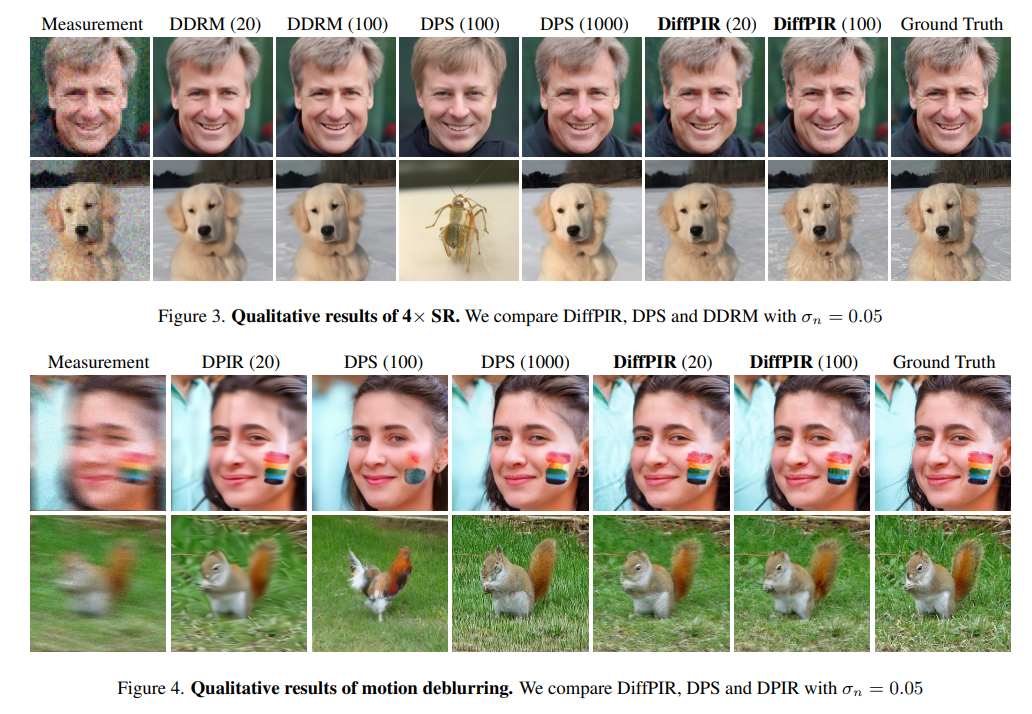 Measurement DDRM (20) DDRM (100) DPS (100) DPS (1000) DiffPIR (20) DiffPIR (100) Ground Truth
Figure 3. Qualitative results of 4× SR. We compare DiffPIR, DPS and DDRM with σn = 0.05
Measurement DPIR (20) DPS (100) DPS (1000) DiffPIR (20) DiffPIR (100) Ground Truth
Figure 4. Qualitative results of motion deblurring. We compare DiffPIR, DPS and DPIR with σn = 0.05